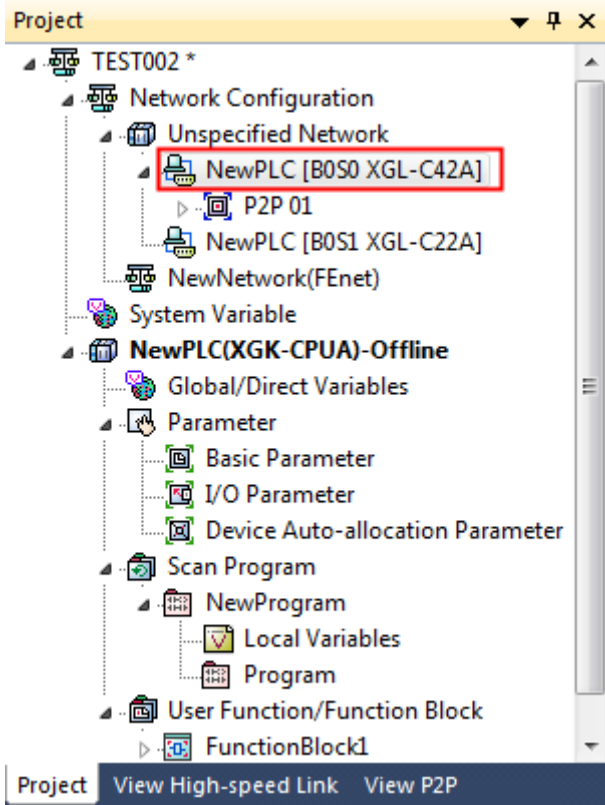 Project
TEST002 *
Network Configuration
Unspecified Network
NewPLC [B0S0 XGL-C42A]
P2P 01
NewPLC [B0S1 XGL-C22A]
NewNetwork(FEnet)
System Variable
NewPLC(XGK-CPUA)-Offline
Global/Direct Variables
Parameter
Basic Parameter
I/O Parameter
Device Auto-allocation Parameter
Scan Program
NewProgram
Local Variables
Program
User Function/Function Block
FunctionBlock1
Project View High-speed Link View P2P